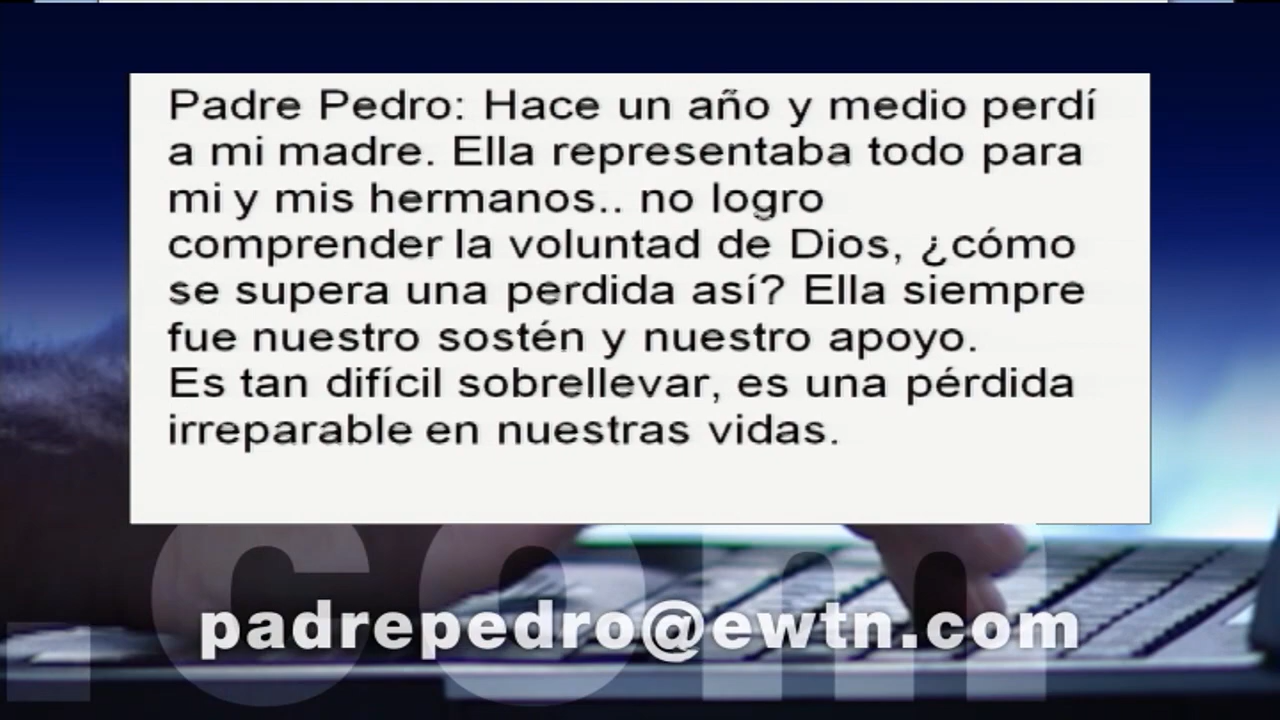 Padre Pedro: Hace un año y medio perdí
a mi madre. Ella representaba todo para
mi y mis hermanos.. no logro
comprender la voluntad de Dios, ¿cómo
se supera una perdida así? Ella siempre
fue nuestro sostén y nuestro apoyo.
Es tan difícil sobrellevar, es una pérdida
irreparable en nuestras vidas.
.com
padrepedro@ewtn.com